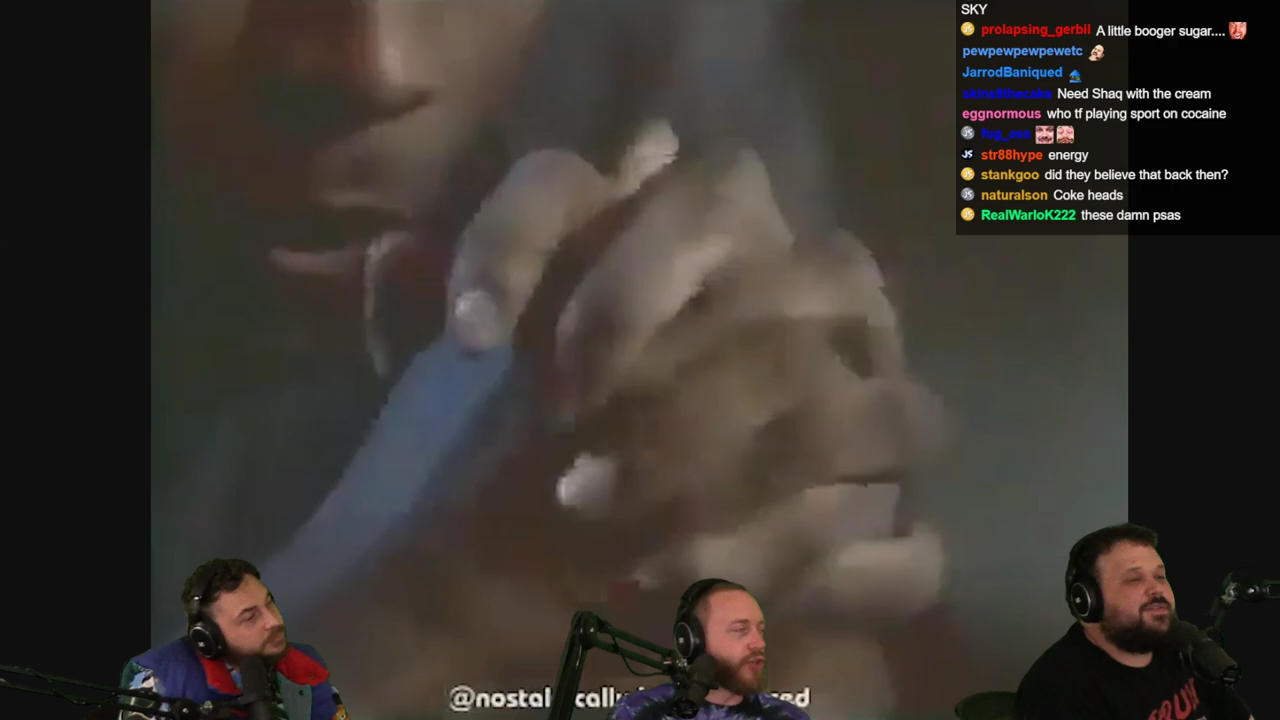 SKY
prolapsing_gerbil A little booger sugar....
pewpewpewpewetc
JarrodBaniqued
Need Shaq with the cream
eggnormous who tf playing sport on cocaine
fug_ass
str88hype energy
stankgoo did they believe that back then?
naturalson Coke heads
RealWarloK222 these damn psas
@nostal